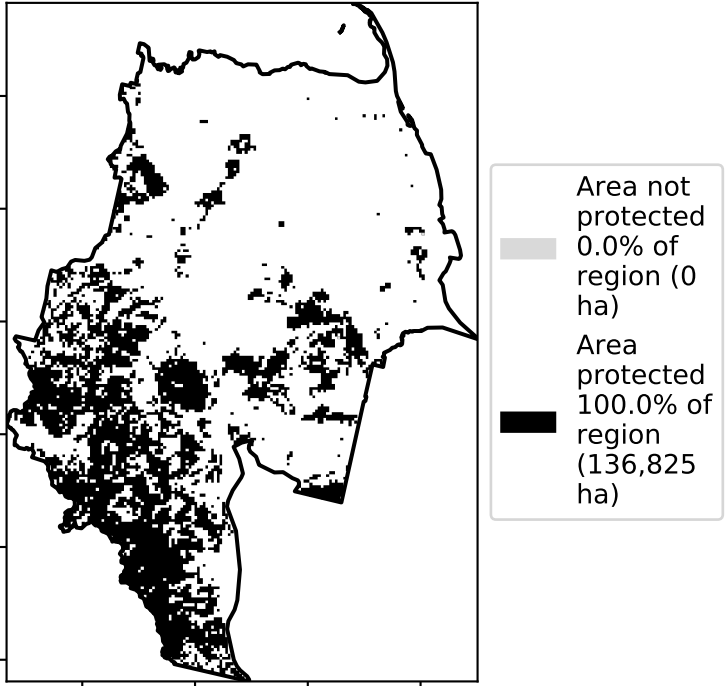 Area not
protected
0.0% of
region (0
ha)
Area
protected
100.0% of
region
(136,825
ha)